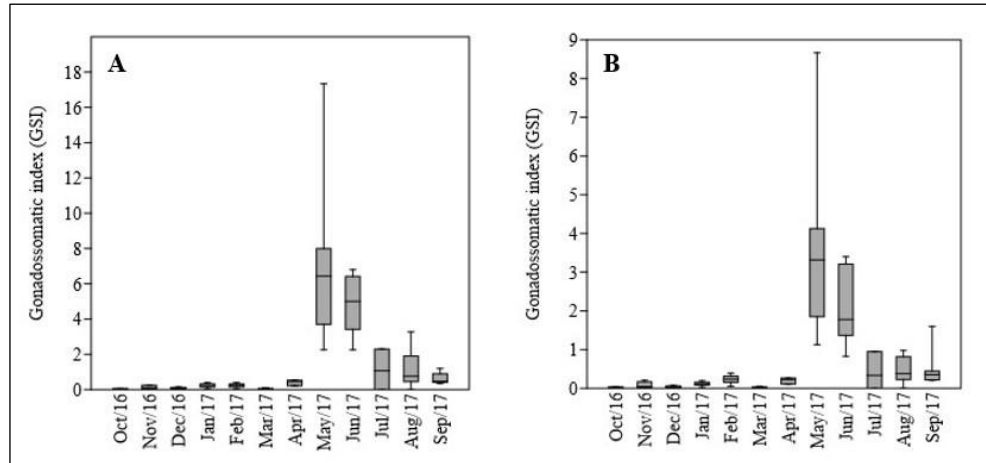 A
Gonadossomatic index (GSI)
18
16
14
12
10
8
6
4
2
0
Oct/16
Nov/16
Dec/16
Jan/17
Feb/17
Mar/17
Apr/17
May/17
Jun/17
Jul/17
Aug/17
Sep/17
B
Gonadossomatic index (GSI)
9
8
7
6
5
4
3
2
1
0
Oct/16
Nov/16
Dec/16
Jan/17
Feb/17
Mar/17
Apr/17
May/17
Jun/17
Jul/17
Aug/17
Sep/17